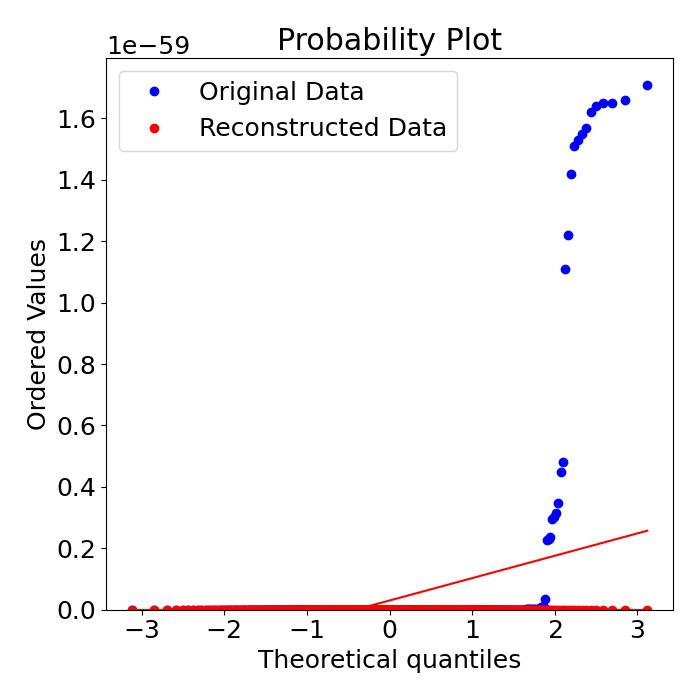 Probability Plot
1e−59
Original Data
Reconstructed Data
Ordered Values
1.6
1.4
1.2
1.0
0.8
0.6
0.4
0.2
0.0
−3 −2 −1 0 1 2 3
Theoretical quantiles